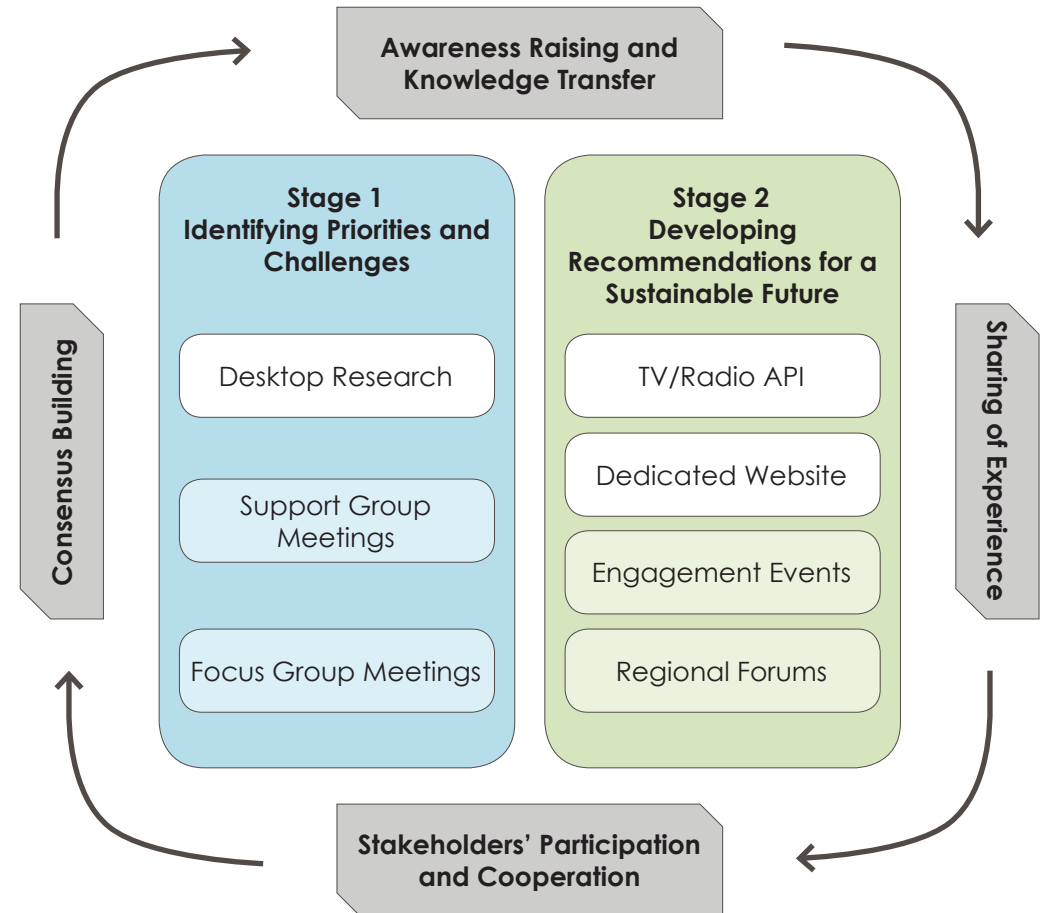 Awareness Raising and
Knowledge Transfer
Stage 1
Identifying Priorities and
Challenges
Desktop Research
Support Group
Meetings
Focus Group Meetings
Stage 2
Developing
Recommendations for a
Sustainable Future
TV/Radio API
Dedicated Website
Engagement Events
Regional Forums
Sharing of Experience
Stakeholders’ Participation
and Cooperation
Consensus Building